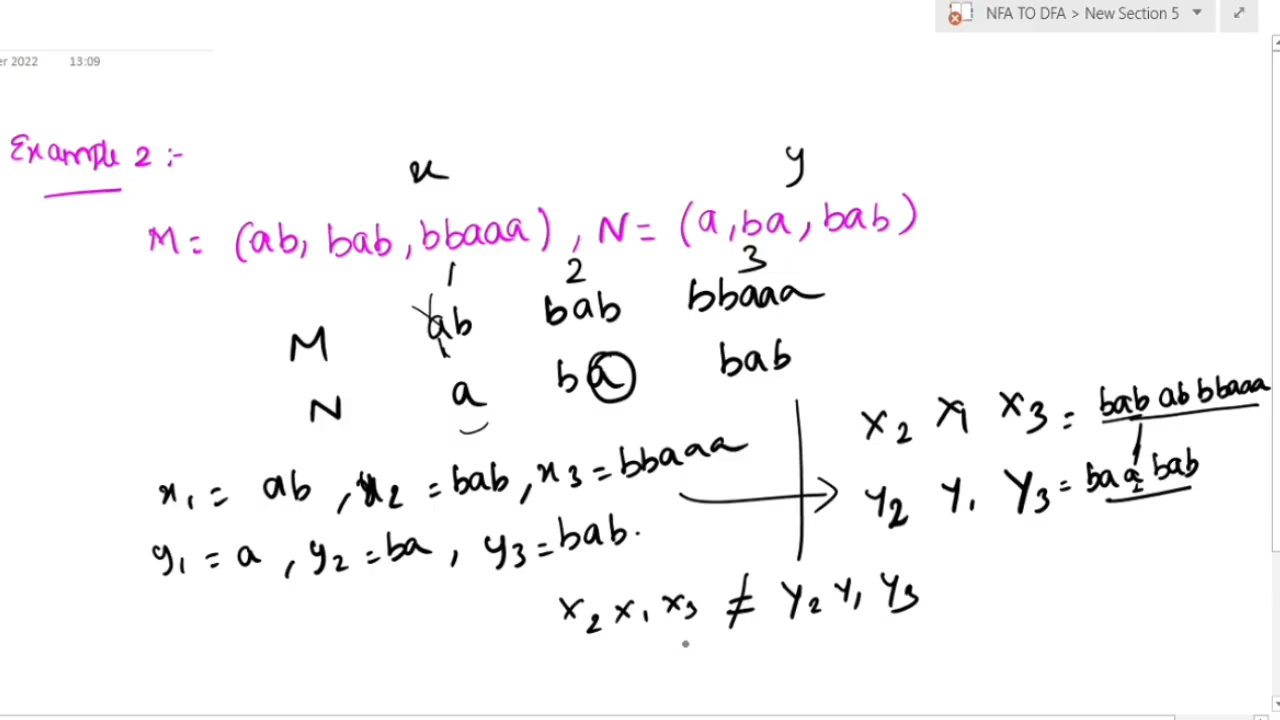 NFA TO DFA > New Section 5
er 2022 13:09
Example 2 :-
x y
M = (ab, bab, bbaaa), N = (a, ba, bab)
1 2 3
M ab bab bbaaa
N a ba bab
x₁ = ab, x₂ = bab, x₃ = bbaaa
y₁ = a, y₂ = ba, y₃ = bab.
X₂ X₁ X₃ = bab ab bbaaa
Y₂ Y₁ Y₃ = baa bab
X₂ X₁ X₃ ≠ Y₂ Y₁ Y₃